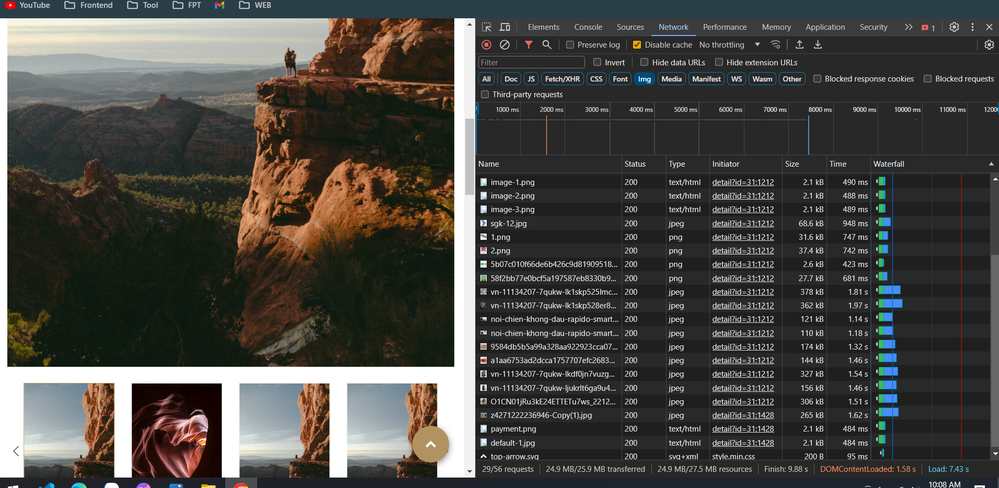 YouTube Frontend Tool FPT WEB
Elements Console Sources Network Performance Memory Application Security 1
Preserve log Disable cache No throttling
Filter Invert Hide data URLs Hide extension URLs
All Doc JS Fetch/XHR CSS Font Img Media Manifest WS Wasm Other Blocked response cookies Blocked requests
Third-party requests
1000 ms 2000 ms 3000 ms 4000 ms 5000 ms 6000 ms 7000 ms 8000 ms 9000 ms 10000 ms 11000 ms 1200
Name Status Type Initiator Size Time Waterfall
image-1.png 200 text/html detail?id=31:1212 2.1 kB 490 ms
image-2.png 200 text/html detail?id=31:1212 2.1 kB 488 ms
image-3.png 200 text/html detail?id=31:1212 2.1 kB 489 ms
sgk-12.jpg 200 jpeg detail?id=31:1212 68.6 kB 948 ms
1.png 200 png detail?id=31:1212 31.6 kB 747 ms
2.png 200 png detail?id=31:1212 37.4 kB 742 ms
5b07c010f66de6b426c9d81909518... 200 png detail?id=31:1212 2.6 kB 423 ms
58f2bb77e0bcf5a197587eb8330b9... 200 png detail?id=31:1212 27.7 kB 681 ms
vn-11134207-7qukw-lk1skp525lmc... 200 jpeg detail?id=31:1212 378 kB 1.81 s
vn-11134207-7qukw-lk1skp528er8... 200 jpeg detail?id=31:1212 362 kB 1.97 s
noi-chien-khong-dau-rapido-smart... 200 jpeg detail?id=31:1212 121 kB 1.14 s
noi-chien-khong-dau-rapido-smart... 200 jpeg detail?id=31:1212 110 kB 1.18 s
9584db5b5a99a328aa922923cca07... 200 jpeg detail?id=31:1212 174 kB 1.32 s
a1aa6753ad2dcca1757707efc2683... 200 jpeg detail?id=31:1212 144 kB 1.46 s
vn-11134207-7qukw-lkdf0jn7vuzg... 200 jpeg detail?id=31:1212 327 kB 1.54 s
vn-11134207-7qukw-ljukrlt6ga9u4... 200 jpeg detail?id=31:1212 156 kB 1.46 s
O1CN01jRu3kE24ETTETu7ws_2212... 200 jpeg detail?id=31:1212 306 kB 1.51 s
z4271222236946-Copy(1).jpg 200 jpeg detail?id=31:1428 265 kB 1.62 s
payment.png 200 text/html detail?id=31:1428 2.1 kB 484 ms
default-1.jpg 200 text/html detail?id=31:1428 2.1 kB 484 ms
top-arrow.svg 200 svg+xml style.min.css 200 B 95 ms
29/56 requests 24.9 MB/25.9 MB transferred 24.9 MB/27.5 MB resources Finish: 9.88 s DOMContentLoaded: 1.58 s Load: 7.43 s
10:08 AM